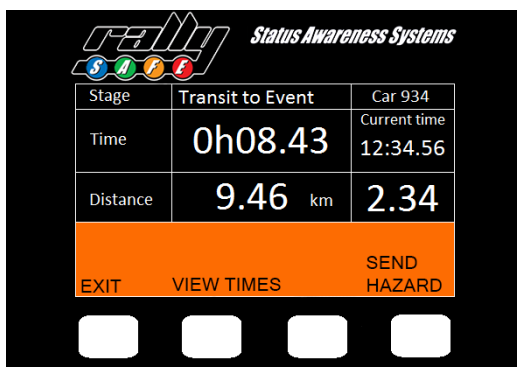 rally
Status Awareness Systems
S A F E
Stage Transit to Event Car 934
Time 0h08.43 Current time
12:34.56
Distance 9.46 km 2.34
EXIT VIEW TIMES SEND
HAZARD